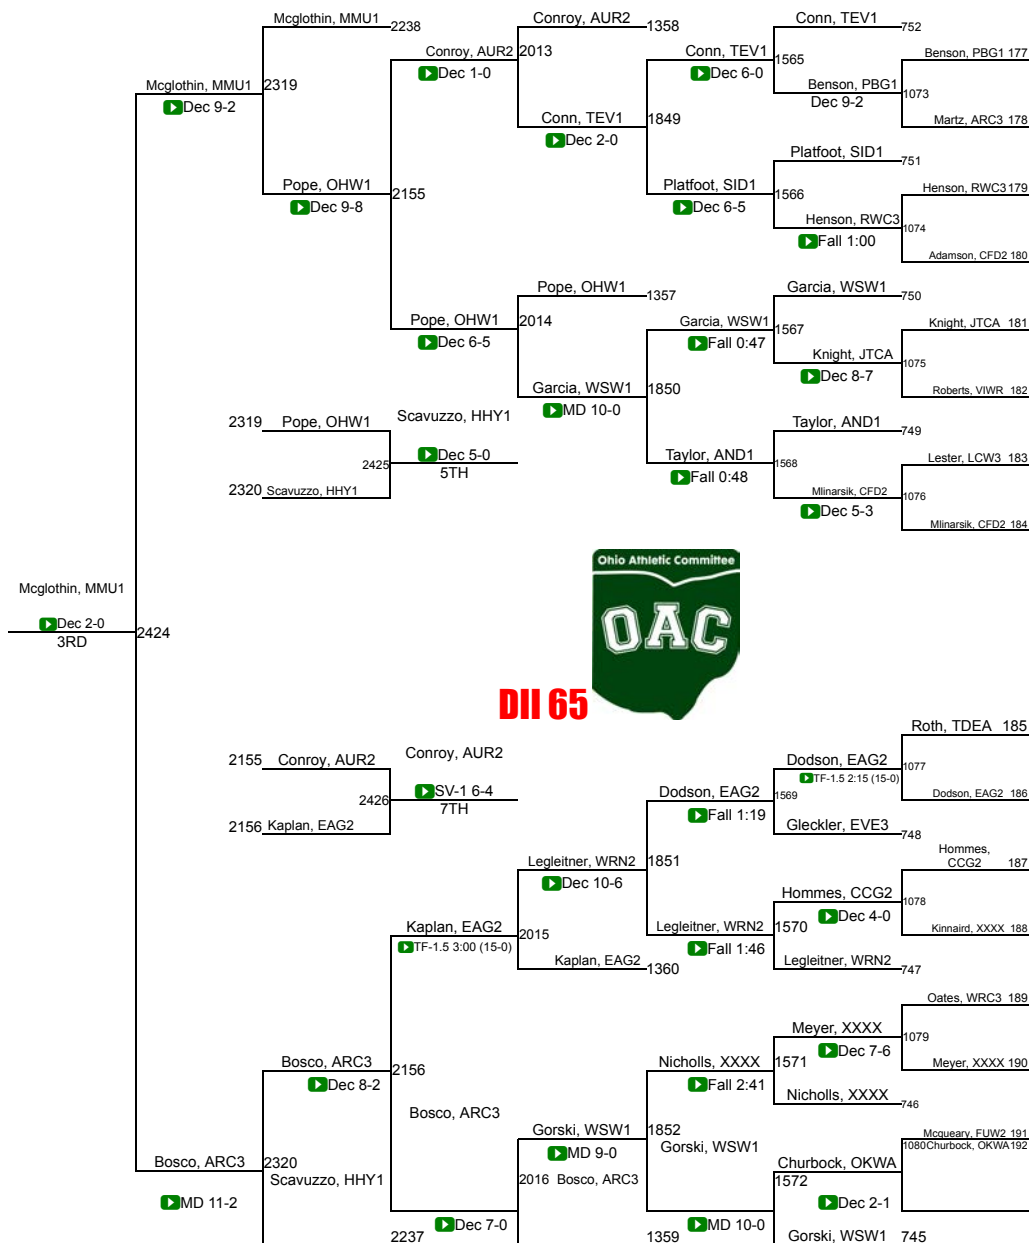 Mcglothin, MMU1
2238
Conroy, AUR2
1358
Conn, TEV1
752
Conroy, AUR2
2013
Dec 1-0
Conn, TEV1
1565
Dec 6-0
Benson, PBG1 177
Mcglothin, MMU1
2319
Dec 9-2
Benson, PBG1
1073
Dec 9-2
Conn, TEV1
1849
Dec 2-0
Martz, ARC3 178
Platfoot, SID1
751
Pope, OHW1
2155
Dec 9-8
Platfoot, SID1
1566
Dec 6-5
Henson, RWC3 179
Henson, RWC3
1074
Fall 1:00
Adamson, CFD2 180
Pope, OHW1
1357
Garcia, WSW1
750
Pope, OHW1
2014
Dec 6-5
Garcia, WSW1
1567
Fall 0:47
Knight, JTCA 181
Knight, JTCA
1075
Dec 8-7
Garcia, WSW1
1850
MD 10-0
Roberts, VIWR 182
2319 Pope, OHW1
Scavuzzo, HHY1
Taylor, AND1
749
2425
Dec 5-0
5TH
Taylor, AND1
1568
Fall 0:48
Lester, LCW3 183
2320 Scavuzzo, HHY1
Mlinarsik, CFD2
1076
Dec 5-3
Mlinarsik, CFD2 184
Ohio Athletic Committee
OAC
Mcglothin, MMU1
Dec 2-0
3RD
2424
DII 65
Roth, TDEA 185
2155 Conroy, AUR2
Conroy, AUR2
Dodson, EAG2
1077
TF-1.5 2:15 (15-0)
2426
SV-1 6-4
7TH
Dodson, EAG2
1569
Fall 1:19
Dodson, EAG2 186
2156 Kaplan, EAG2
Gleckler, EVE3
748
Hommes,
CCG2 187
Legleitner, WRN2
1851
Dec 10-6
Hommes, CCG2
1078
Dec 4-0
Kaplan, EAG2
2015
TF-1.5 3:00 (15-0)
Legleitner, WRN2
1570
Fall 1:46
Kinnaird, XXXX 188
Kaplan, EAG2
1360
Legleitner, WRN2
747
Oates, WRC3 189
Meyer, XXXX
1079
Dec 7-6
Bosco, ARC3
2156
Dec 8-2
Nicholls, XXXX
1571
Fall 2:41
Meyer, XXXX 190
Nicholls, XXXX
746
Bosco, ARC3
Gorski, WSW1
1852
MD 9-0
Gorski, WSW1
Mcqueary, FUW2 191
1080 Churbock, OKWA 192
Bosco, ARC3
2320
MD 11-2
Scavuzzo, HHY1
2016 Bosco, ARC3
Churbock, OKWA
1572
Dec 2-1
2237
Dec 7-0
1359
MD 10-0
Gorski, WSW1 745